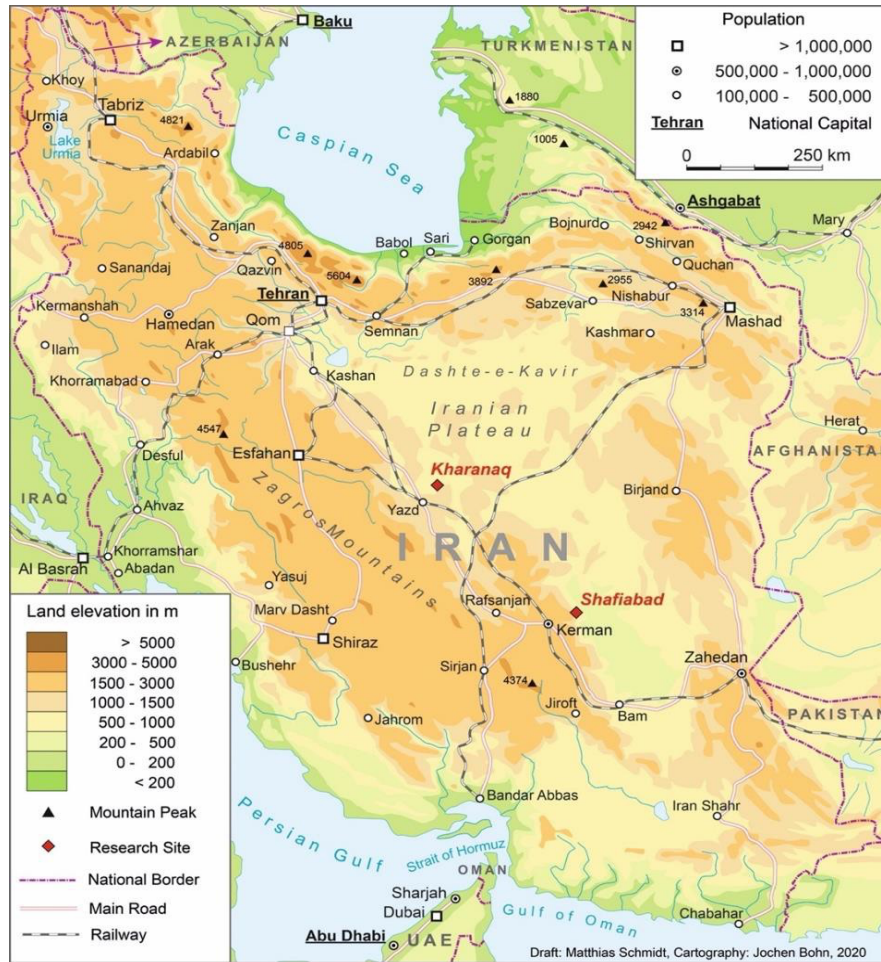 Baku
AZERBAIJAN
TURKMENISTAN
Population
> 1,000,000
500,000 - 1,000,000
100,000 - 500,000
Tehran National Capital
0 250 km
Khoy
Tabriz
Urmia
Lake
Urmia
4821
Ardabil
Caspian Sea
1880
1005
Ashgabat
Mary
Zanjan
4805
Babol
Sari
Gorgan
Bojnurd
2942
Shirvan
Quchan
Sanandaj
Qazvin
5604
3892
2955
Nishabur
3314
Mashad
Kermanshah
Hamedan
Tehran
Qom
Semnan
Sabzevar
Kashmar
Ilam
Arak
Khorramabad
Kashan
Dashte-e-Kavir
Iranian
Plateau
4547
Herat
AFGHANISTAN
Desful
Esfahan
Kharanaq
IRAQ
Zagros Mountains
Yazd
Birjand
Ahvaz
IRAN
Khorramshar
Al Basrah
Abadan
Yasuj
Marv Dasht
Rafsanjan
Shafiabad
Kerman
Shiraz
Bushehr
Sirjan
4374
Zahedan
Jiroft
Bam
PAKISTAN
Jahrom
Bandar Abbas
Iran Shahr
Persian Gulf
Strait of Hormuz
OMAN
Sharjah
Dubai
Gulf of Oman
Chabahar
Abu Dhabi
UAE
Land elevation in m
> 5000
3000 - 5000
1500 - 3000
1000 - 1500
500 - 1000
200 - 500
0 - 200
< 200
Mountain Peak
Research Site
National Border
Main Road
Railway
Draft: Matthias Schmidt, Cartography: Jochen Bohn, 2020